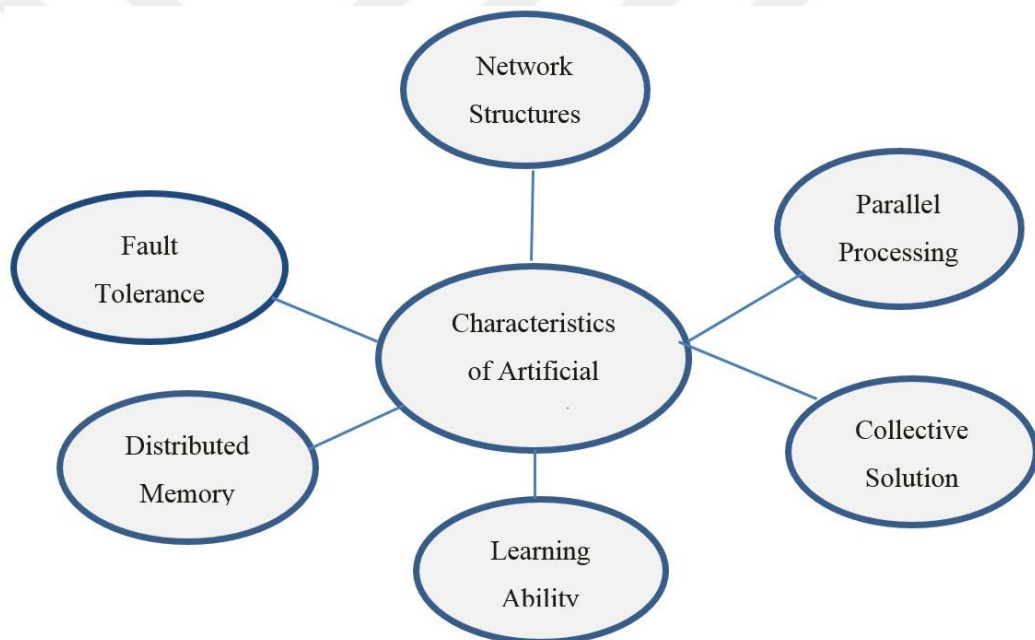 Network
Structures
Parallel
Processing
Fault
Tolerance
Characteristics
of Artificial
Collective
Solution
Distributed
Memory
Learning
Ability